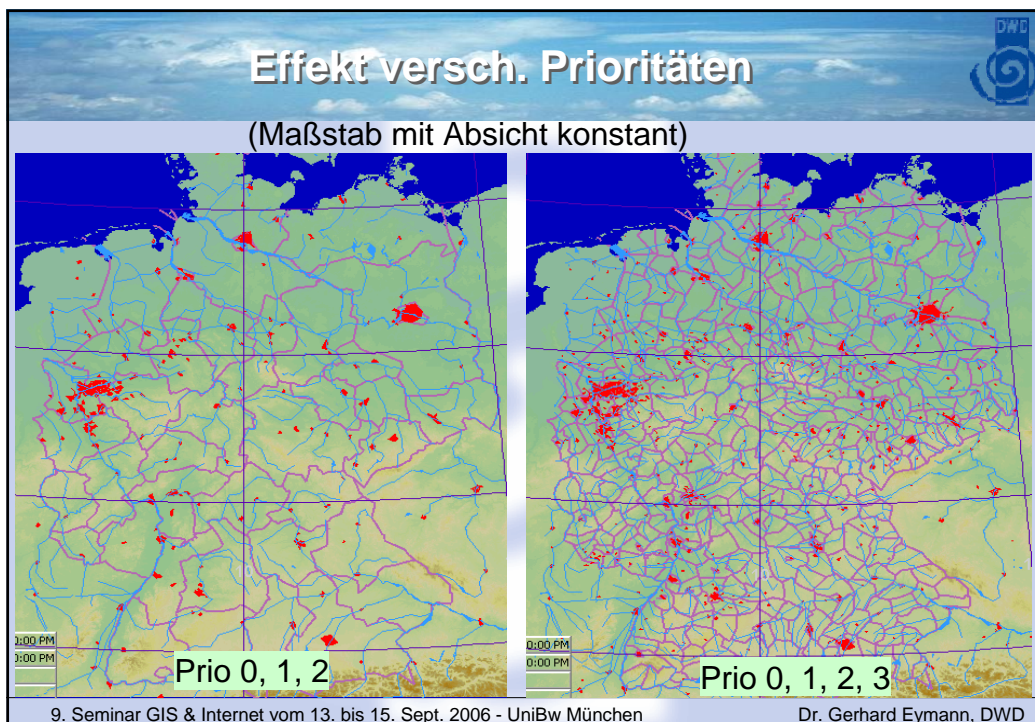 DWD
Effekt versch. Prioritäten
(Maßstab mit Absicht konstant)
0:00 PM
0:00 PM
Prio 0, 1, 2
0:00 PM
0:00 PM
Prio 0, 1, 2, 3
9. Seminar GIS & Internet vom 13. bis 15. Sept. 2006 - UniBw München
Dr. Gerhard Eymann, DWD